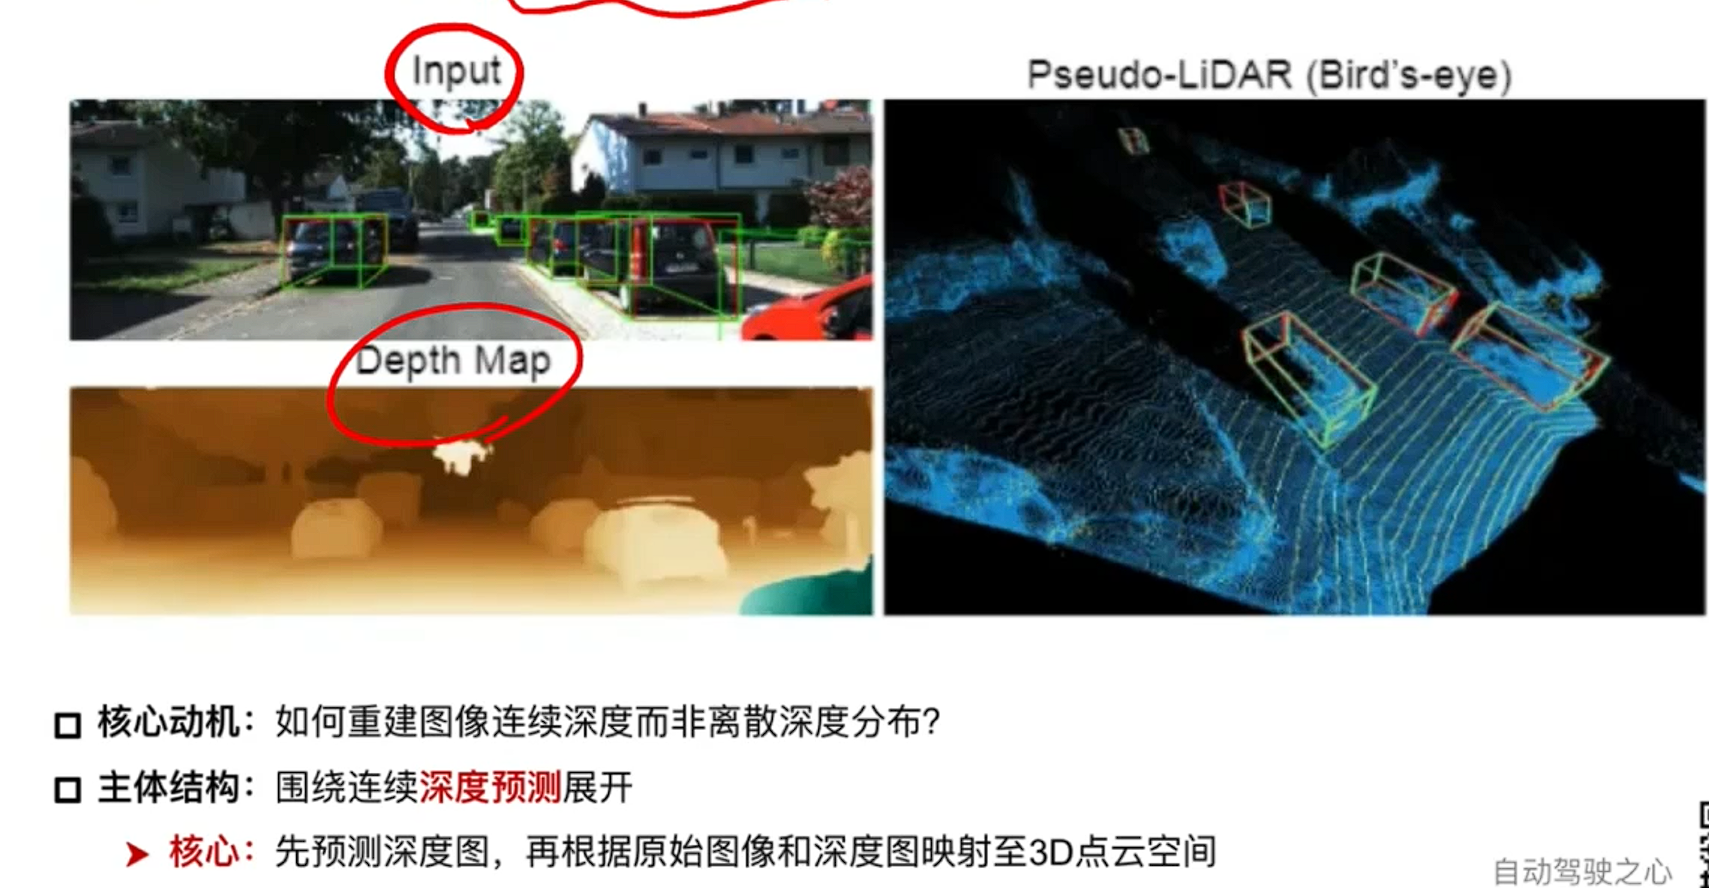 Input
Pseudo-LiDAR (Bird's-eye)
Depth Map
核心动机：如何重建图像连续深度而非离散深度分布？
主体结构：围绕连续深度预测展开
核心：先预测深度图，再根据原始图像和深度图映射至3D点云空间
自动驾驶之心